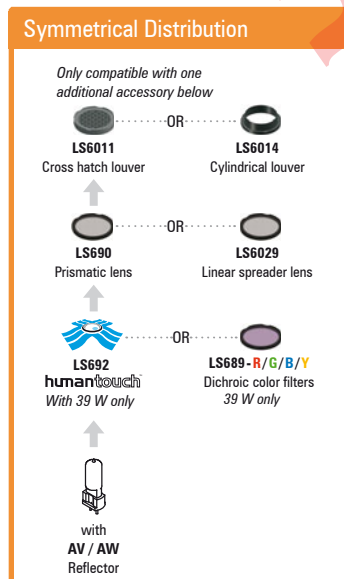 Symmetrical Distribution
Only compatible with one
additional accessory below
OR
LS6011
Cross hatch louver
LS6014
Cylindrical louver
OR
LS690
Prismatic lens
LS6029
Linear spreader lens
OR
LS692
humantouch™
With 39 W only
LS689-R/G/B/Y
Dichroic color filters
39 W only
with
AV / AW
Reflector